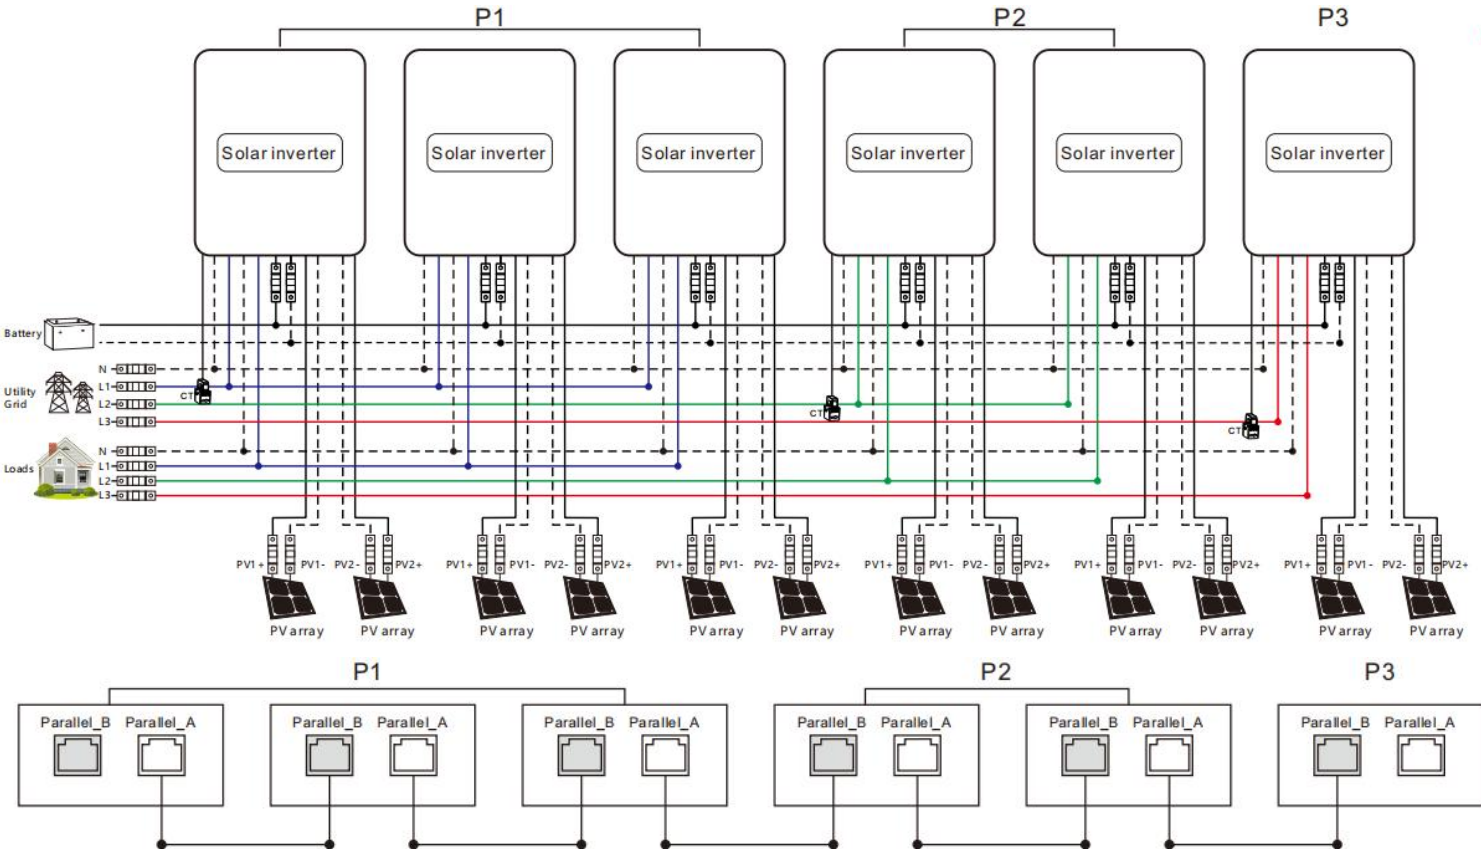 P1 P2 P3
Solar inverter Solar inverter Solar inverter Solar inverter Solar inverter Solar inverter
Battery
N
Utility Grid
L1
CT
L2
CT
L3
CT
N
Loads
L1
L2
L3
PV1+ PV1- PV2- PV2+ PV1+ PV1- PV2- PV2+ PV1+ PV1- PV2- PV2+ PV1+ PV1- PV2- PV2+ PV1+ PV1- PV2- PV2+ PV1+ PV1- PV2- PV2+
PV array PV array PV array PV array PV array PV array PV array PV array PV array PV array PV array PV array
P1 P2 P3
Parallel_B Parallel_A Parallel_B Parallel_A Parallel_B Parallel_A Parallel_B Parallel_A Parallel_B Parallel_A Parallel_B Parallel_A